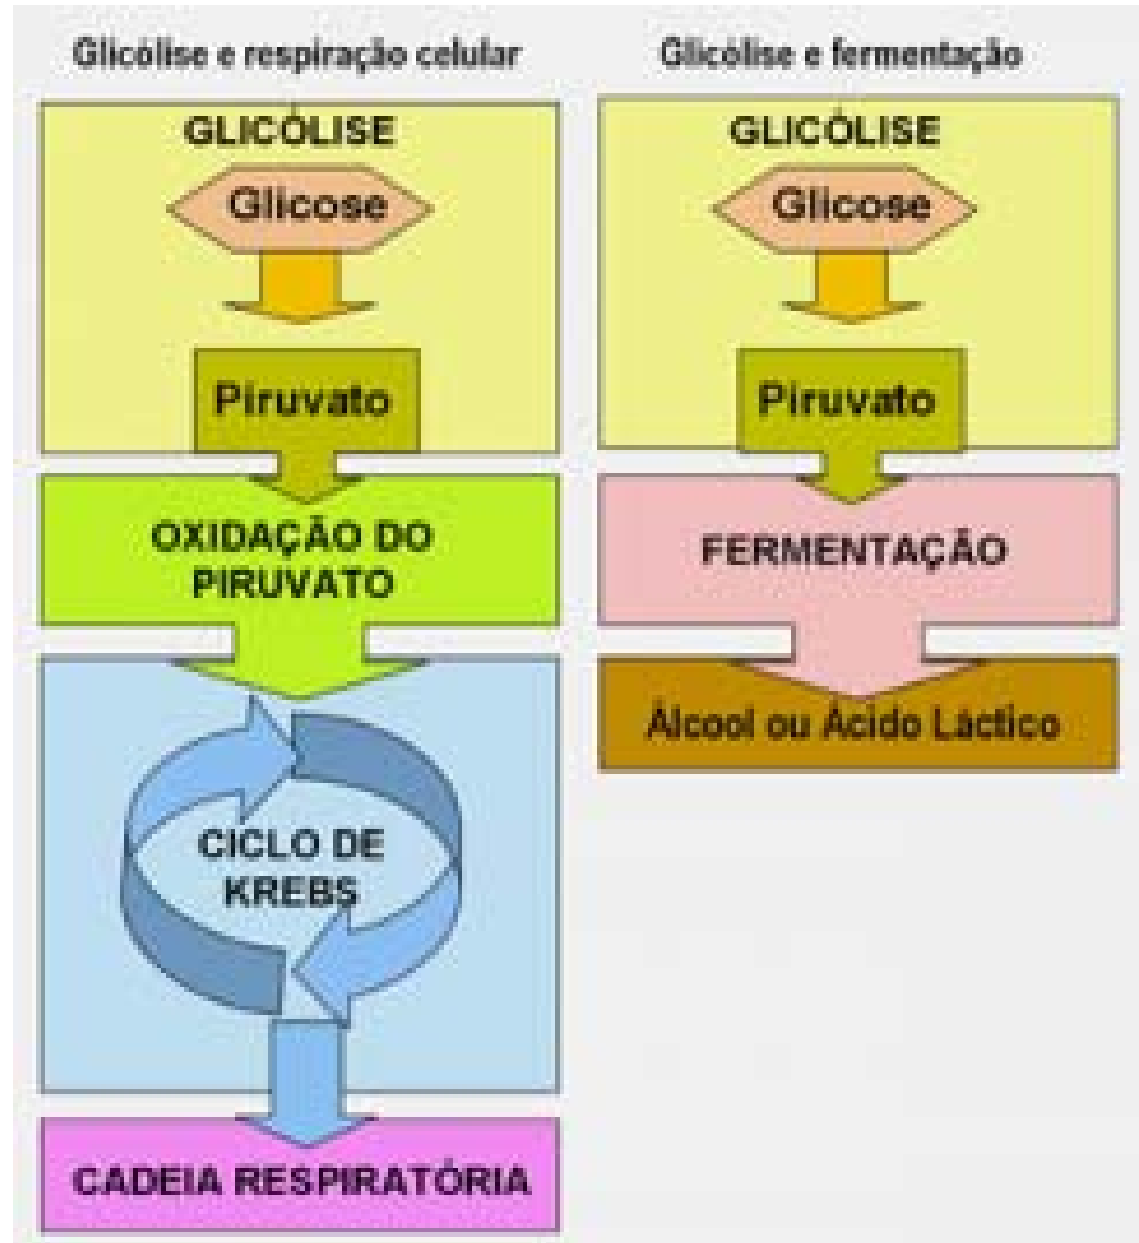 Glicólise e respiração celular
GLICÓLISE
Glicose
Piruvato
OXIDAÇÃO DO
PIRUVATO
CICLO DE
KREBS
CADEIA RESPIRATÓRIA
Glicólise e fermentação
GLICÓLISE
Glicose
Piruvato
FERMENTAÇÃO
Álcool ou Ácido Láctico